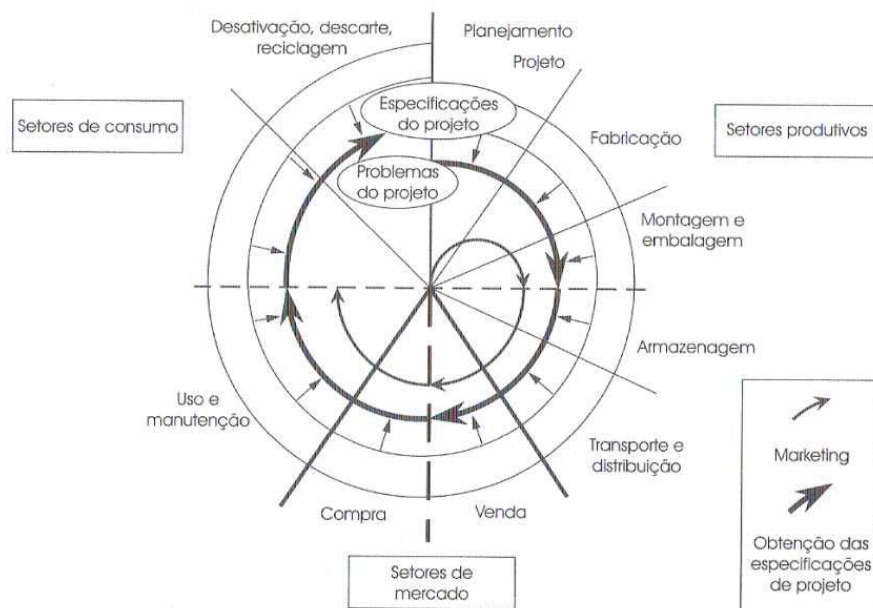 Desativação, descarte,
reciclagem
Planejamento
Projeto
Especificações
do projeto
Setores de consumo
Fabricação
Setores produtivos
Problemas
do projeto
Montagem e
embalagem
Armazenagem
Uso e
manutenção
Transporte e
distribuição
Marketing
Compra
Venda
Obtenção das
especificações
de projeto
Setores de
mercado